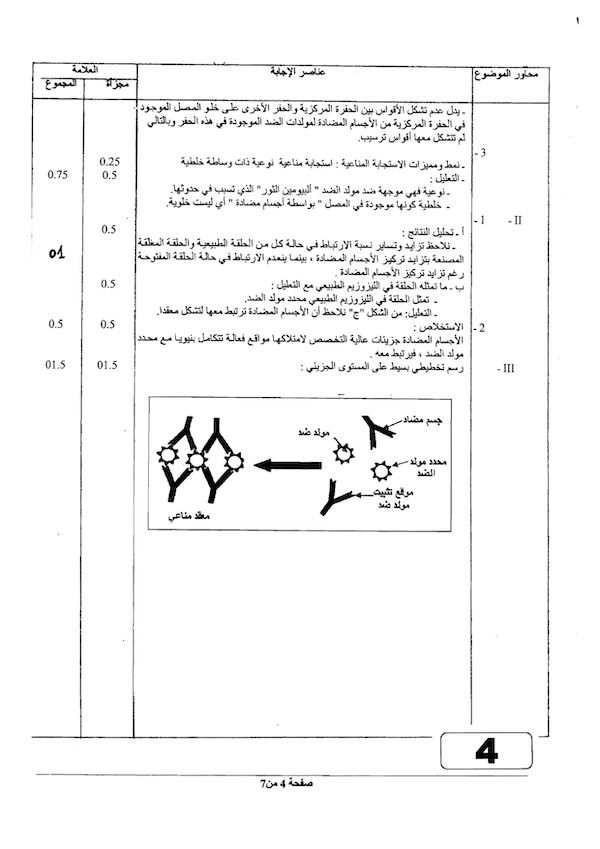 ١
محاور الموضوع
عناصر الإجابة
العلامة
مجزأة
المجموع
ـ يدل عدم تشكل الأقواس بين الحفرة المركزية والحفر الأخرى على خلو المصل الموجود
في الحفرة المركزية من الأجسام المضادة لمولدات الضد الموجودة في هذه الحفر وبالتالي
لم تتشكل معها أقواس ترسيب.
3 -
ـ نمط ومميزات الاستجابة المناعية : استجابة مناعية نوعية ذات وساطة خلطية
0.25
ـ التعليل :
0.5
0.75
ـ نوعية فهي موجهة ضد مولد الضد " ألبيومين الثور" الذي تسبب في حدوثها.
ـ خلطية كونها موجودة في المصل " بواسطة أجسام مضادة " أي ليست خلوية.
II - 1 -
أ ـ تحليل النتائج :
0.5
ـ نلاحظ تزايد وتساير نسبة الارتباط في حالة كل من الحلقة الطبيعية والحلقة المغلقة
المصنعة بتزايد تركيز الأجسام المضادة ، بينما ينعدم الارتباط في حالة الحلقة المفتوحة
01
رغم تزايد تركيز الأجسام المضادة .
ب ـ ما تمثله الحلقة في الليزوزيم الطبيعي مع التعليل :
0.5
ـ تمثل الحلقة في الليزوزيم الطبيعي محدد مولد الضد.
ـ التعليل: من الشكل "ج" نلاحظ أن الأجسام المضادة ترتبط معها لتشكل معقدا.
2 -
الاستخلاص :
0.5
0.5
الأجسام المضادة جزيئات عالية التخصص لامتلاكها مواقع فعالة تتكامل بنيويا مع محدد
مولد الضد ، فيرتبط معه .
III -
رسم تخطيطي بسيط على المستوى الجزيئي :
01.5
01.5
جسم مضاد
مولد ضد
محدد مولد
الضد
موقع تثبيت
مولد ضد
معقد مناعي
4
صفحة 4 من 7